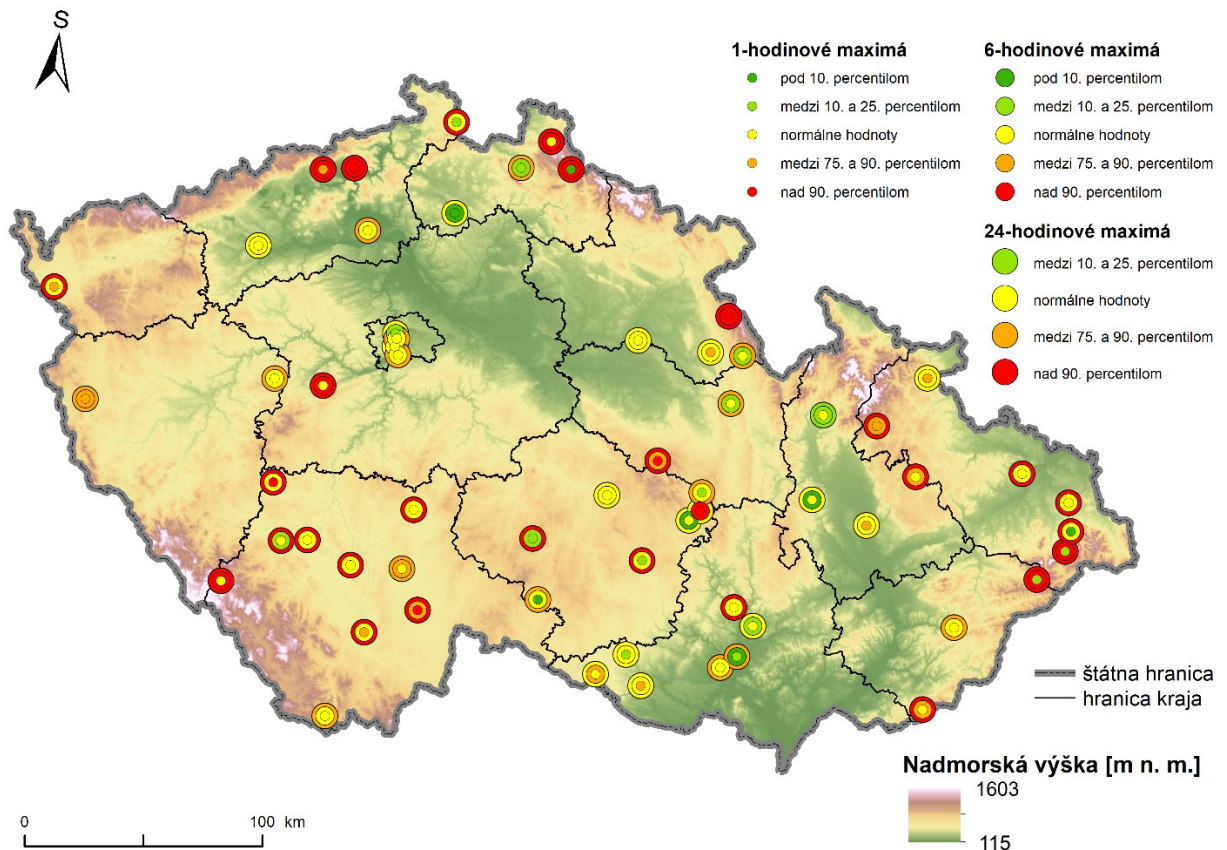 S
1-hodinové maximá
pod 10. percentilom
medzi 10. a 25. percentilom
normálne hodnoty
medzi 75. a 90. percentilom
nad 90. percentilom
6-hodinové maximá
pod 10. percentilom
medzi 10. a 25. percentilom
normálne hodnoty
medzi 75. a 90. percentilom
nad 90. percentilom
24-hodinové maximá
medzi 10. a 25. percentilom
normálne hodnoty
medzi 75. a 90. percentilom
nad 90. percentilom
štátna hranica
hranica kraja
Nadmorská výška [m n. m.]
1603
115
0 100 km